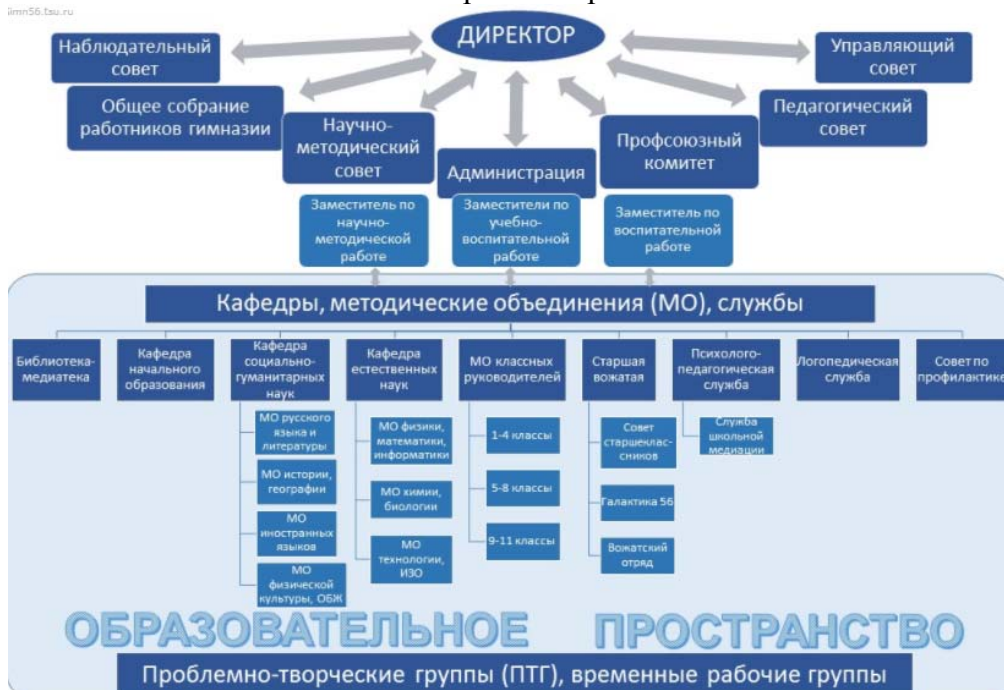 simn56.tsu.ru
ДИРЕКТОР
Наблюдательный
совет
Управляющий
совет
Общее собрание
работников гимназии
Педагогический
совет
Научно-
методический
совет
Профсоюзный
комитет
Администрация
Заместитель по
научно-
методической
работе
Заместители по
учебно-
воспитательной
работе
Заместитель по
воспитательной
работе
Кафедры, методические объединения (МО), службы
Библиотека-
медиатека
Кафедра
начального
образования
Кафедра
социально-
гуманитарных
наук
Кафедра
естественных
наук
МО классных
руководителей
Старшая
вожатая
Психолого-
педагогическая
служба
Логопедическая
служба
Совет по
профилактике
МО русского
языка и
литературы
МО истории,
географии
МО
иностранных
языков
МО
физической
культуры, ОБЖ
МО физики,
математики,
информатики
МО химии,
биологии
МО
технологии,
ИЗО
1-4 классы
5-8 классы
9-11 классы
Совет
старшеклас-
сников
Галактика 56
Вожатский
отряд
Служба
школьной
медиации
ОБРАЗОВАТЕЛЬНОЕ ПРОСТРАНСТВО
Проблемно-творческие группы (ПТГ), временные рабочие группы